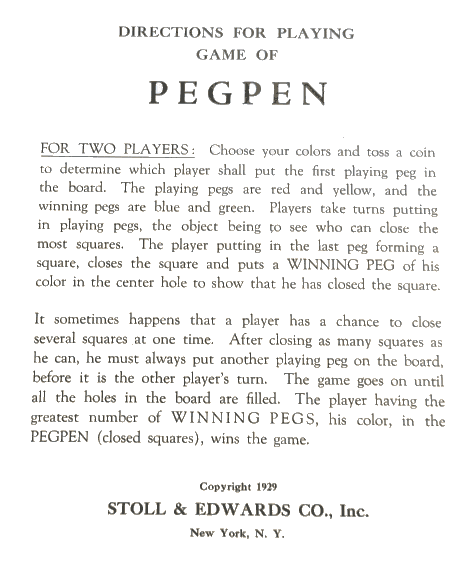 DIRECTIONS FOR PLAYING
GAME OF
PEGPEN
FOR TWO PLAYERS: Choose your colors and toss a coin
to determine which player shall put the first playing peg in
the board. The playing pegs are red and yellow, and the
winning pegs are blue and green. Players take turns putting
in playing pegs, the object being to see who can close the
most squares. The player putting in the last peg forming a
square, closes the square and puts a WINNING PEG of his
color in the center hole to show that he has closed the square.
It sometimes happens that a player has a chance to close
several squares at one time. After closing as many squares as
he can, he must always put another playing peg on the board,
before it is the other player's turn. The game goes on until
all the holes in the board are filled. The player having the
greatest number of WINNING PEGS, his color, in the
PEGPEN (closed squares), wins the game.
Copyright 1929
STOLL & EDWARDS CO., Inc.
New York, N. Y.